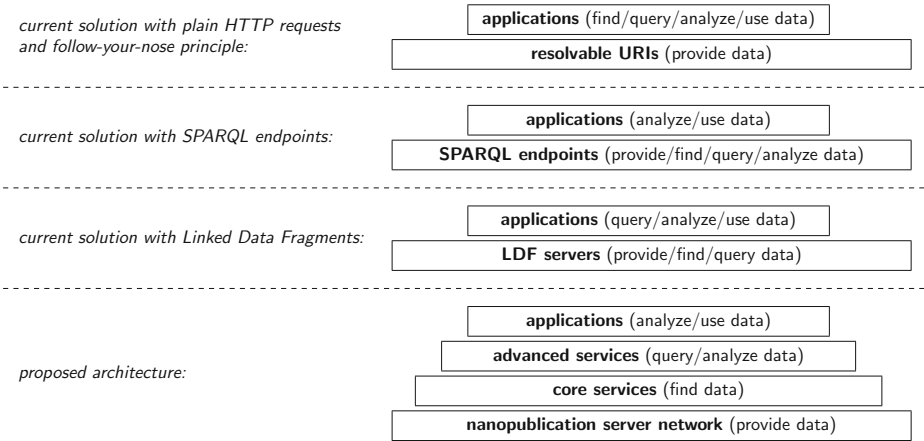 current solution with plain HTTP requests
and follow-your-nose principle:
applications (find/query/analyze/use data)
resolvable URIs (provide data)
current solution with SPARQL endpoints:
applications (analyze/use data)
SPARQL endpoints (provide/find/query/analyze data)
current solution with Linked Data Fragments:
applications (query/analyze/use data)
LDF servers (provide/find/query data)
proposed architecture:
applications (analyze/use data)
advanced services (query/analyze data)
core services (find data)
nanopublication server network (provide data)